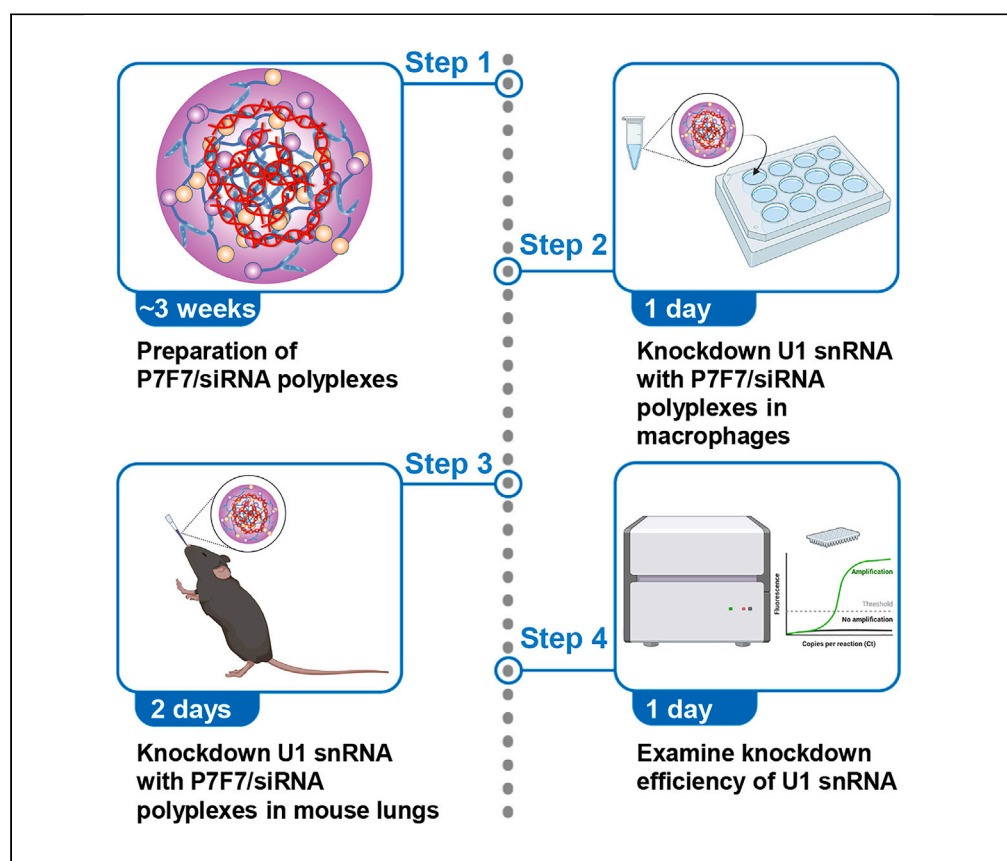 Step 1
~3 weeks
Preparation of
P7F7/siRNA polyplexes
Step 2
1 day
Knockdown U1 snRNA
with P7F7/siRNA
polyplexes in
macrophages
Step 3
2 days
Knockdown U1 snRNA
with P7F7/siRNA
polyplexes in mouse lungs
Step 4
Fluorescence
Amplification
Threshold
No amplification
Copies per reaction (Ct)
1 day
Examine knockdown
efficiency of U1 snRNA